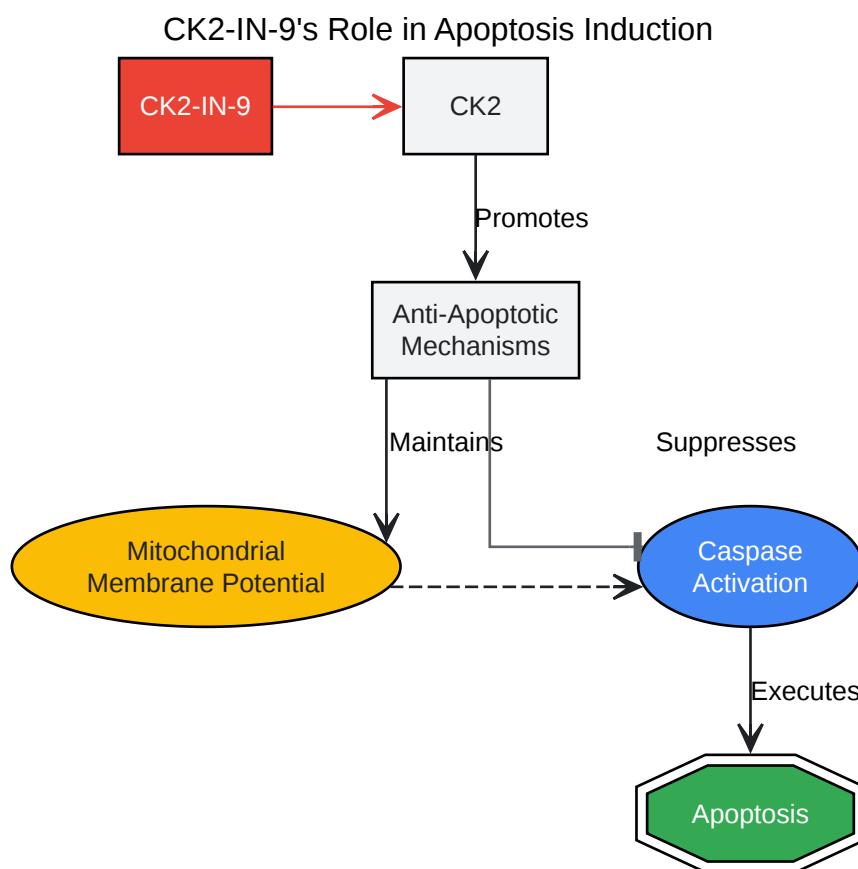 CK2-IN-9's Role in Apoptosis Induction
CK2-IN-9
CK2
Promotes
Anti-Apoptotic
Mechanisms
Maintains
Suppresses
Mitochondrial
Membrane Potential
Caspase
Activation
Executes
Apoptosis